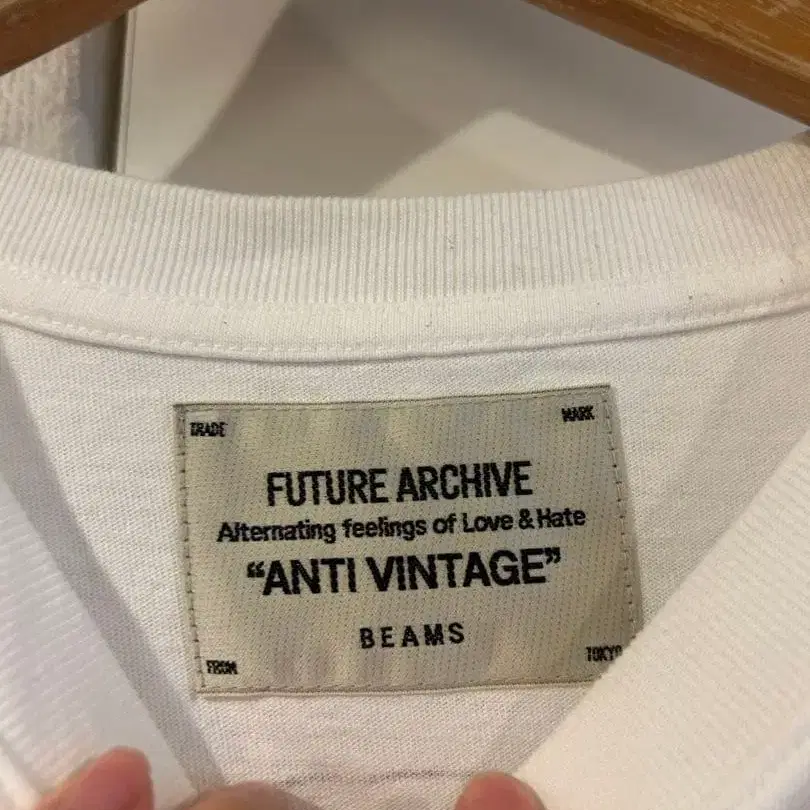 TRADE MARK
FUTURE ARCHIVE
Alternating feelings of Love & Hate
“ANTI VINTAGE”
BEAMS
FROM TOKYO